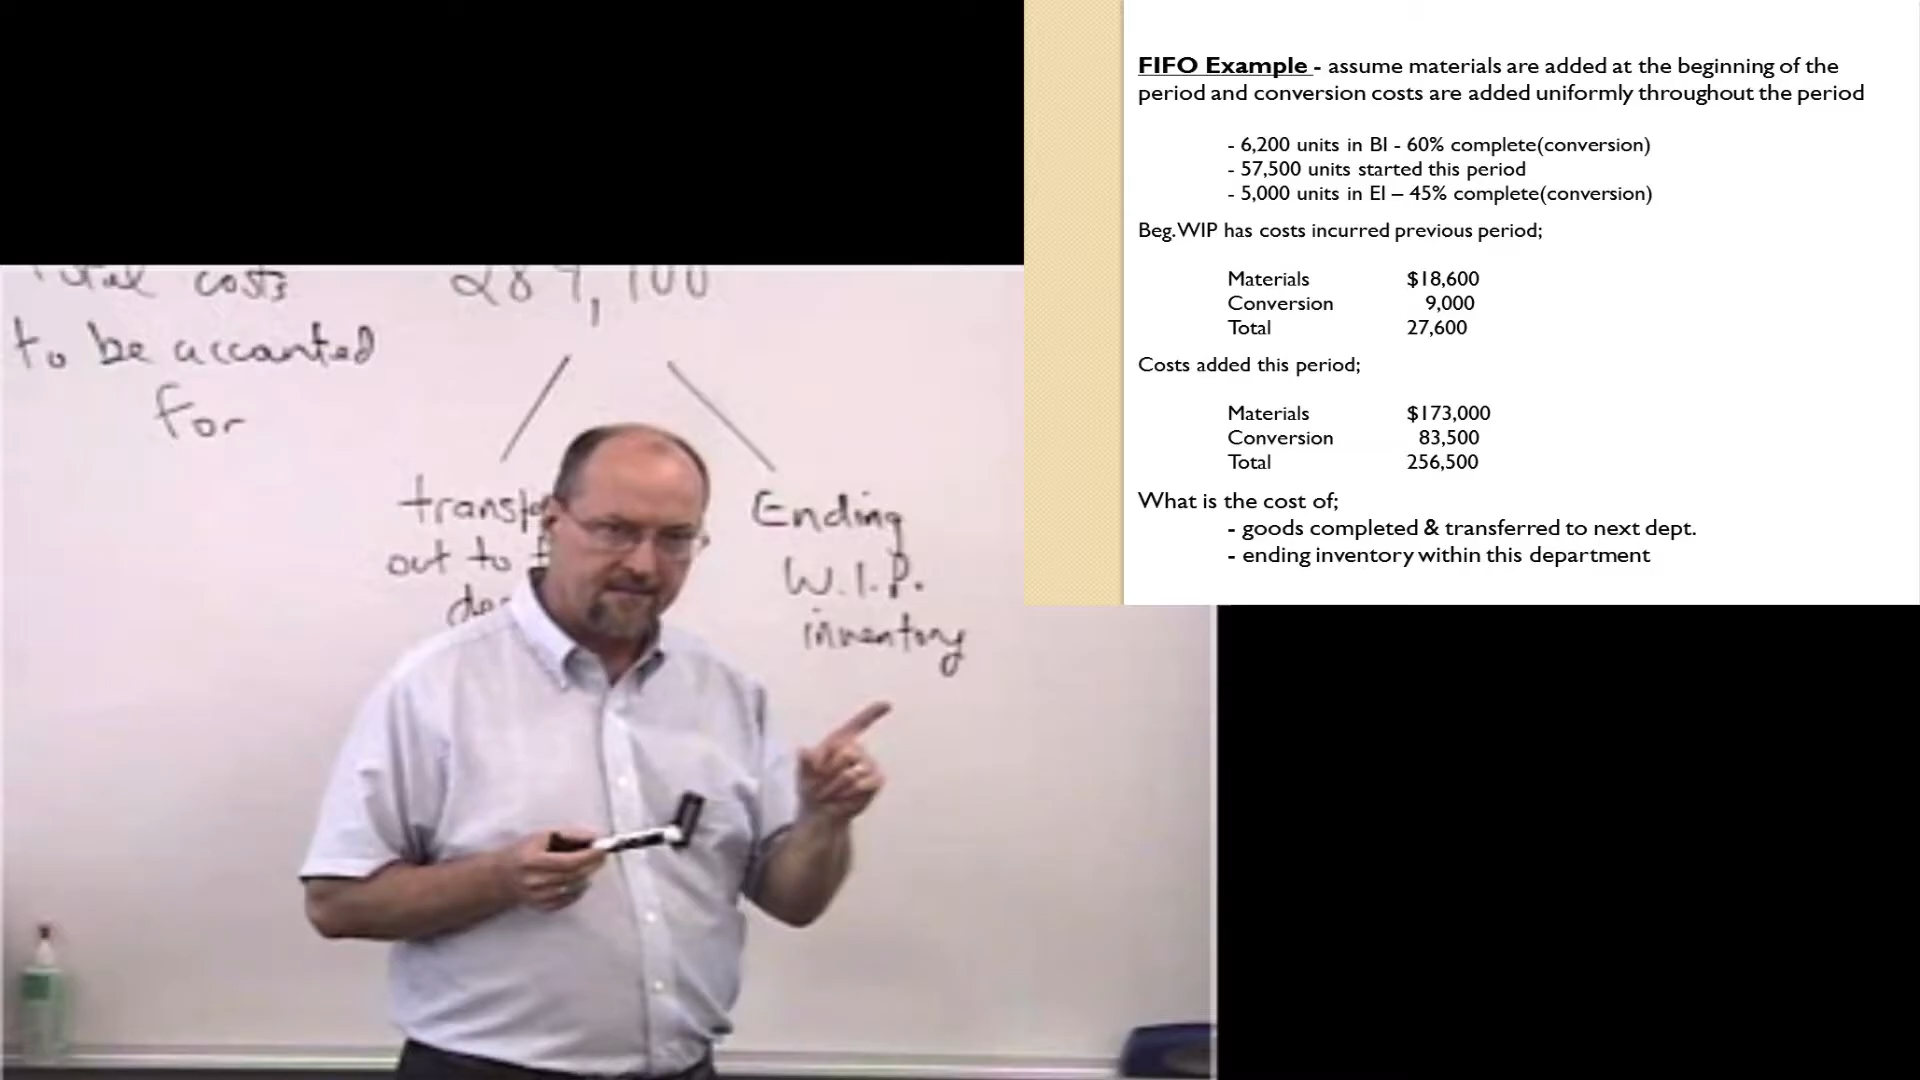 FIFO Example - assume materials are added at the beginning of the
period and conversion costs are added uniformly throughout the period
- 6,200 units in BI - 60% complete(conversion)
- 57,500 units started this period
- 5,000 units in EI – 45% complete(conversion)
Beg.WIP has costs incurred previous period;
Materials $18,600
Conversion 9,000
Total 27,600
Costs added this period;
Materials $173,000
Conversion 83,500
Total 256,500
What is the cost of;
- goods completed & transferred to next dept.
- ending inventory within this department
Total costs
to be accounted
for
out to
Ending
W.I.P.
inventory